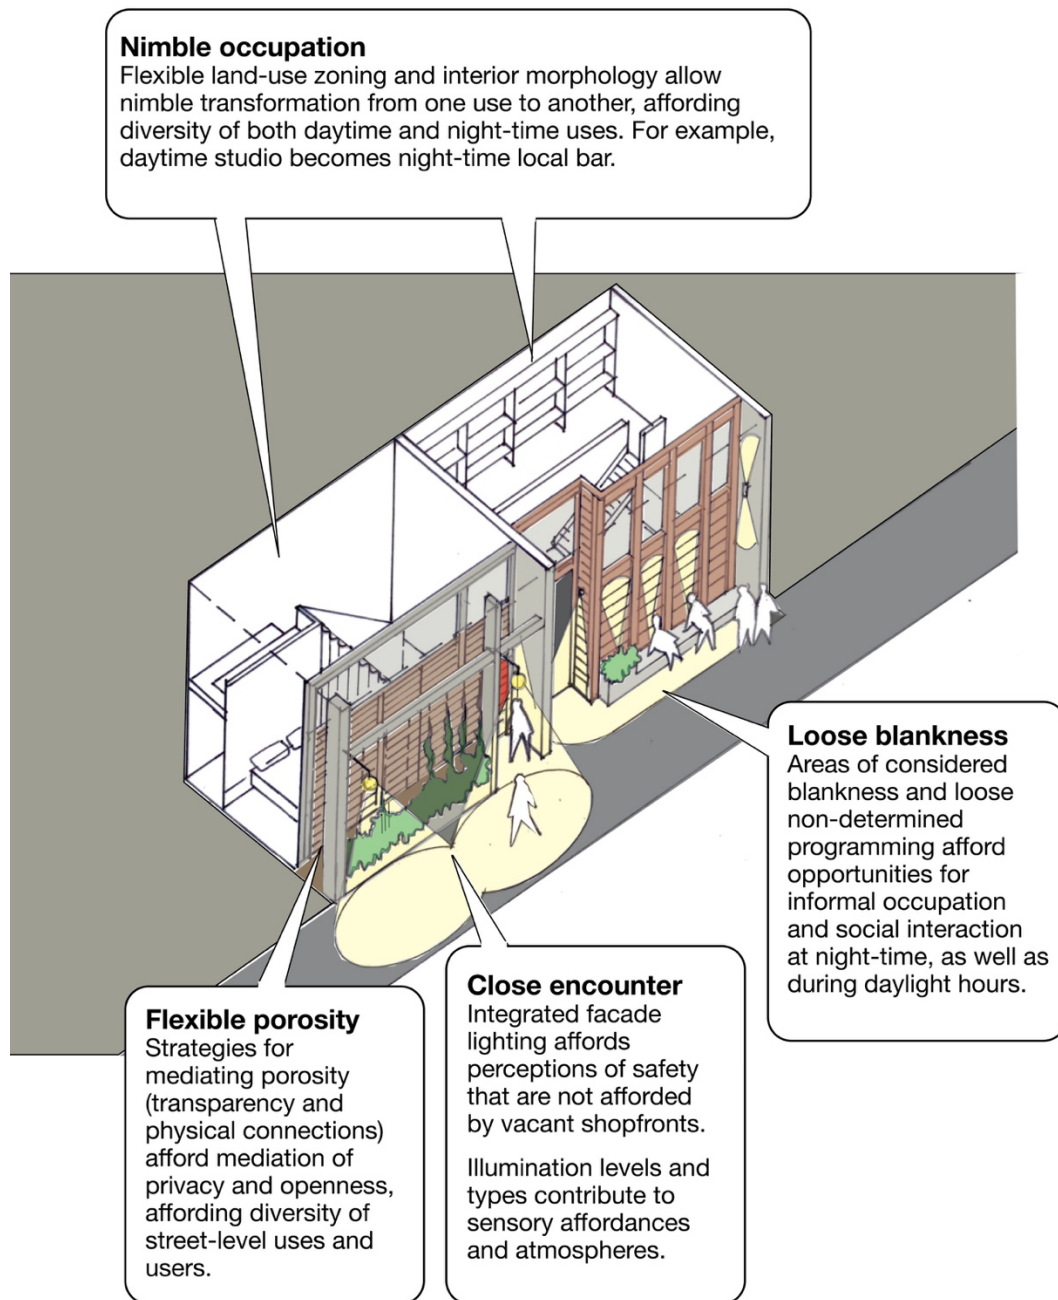 Nimble occupation
Flexible land-use zoning and interior morphology allow
nimble transformation from one use to another, affording
diversity of both daytime and night-time uses. For example,
daytime studio becomes night-time local bar.
Loose blankness
Areas of considered
blankness and loose
non-determined
programming afford
opportunities for
informal occupation
and social interaction
at night-time, as well as
during daylight hours.
Close encounter
Integrated facade
lighting affords
perceptions of safety
that are not afforded
by vacant shopfronts.
Illumination levels and
types contribute to
sensory affordances
and atmospheres.
Flexible porosity
Strategies for
mediating porosity
(transparency and
physical connections)
afford mediation of
privacy and openness,
affording diversity of
street-level uses and
users.